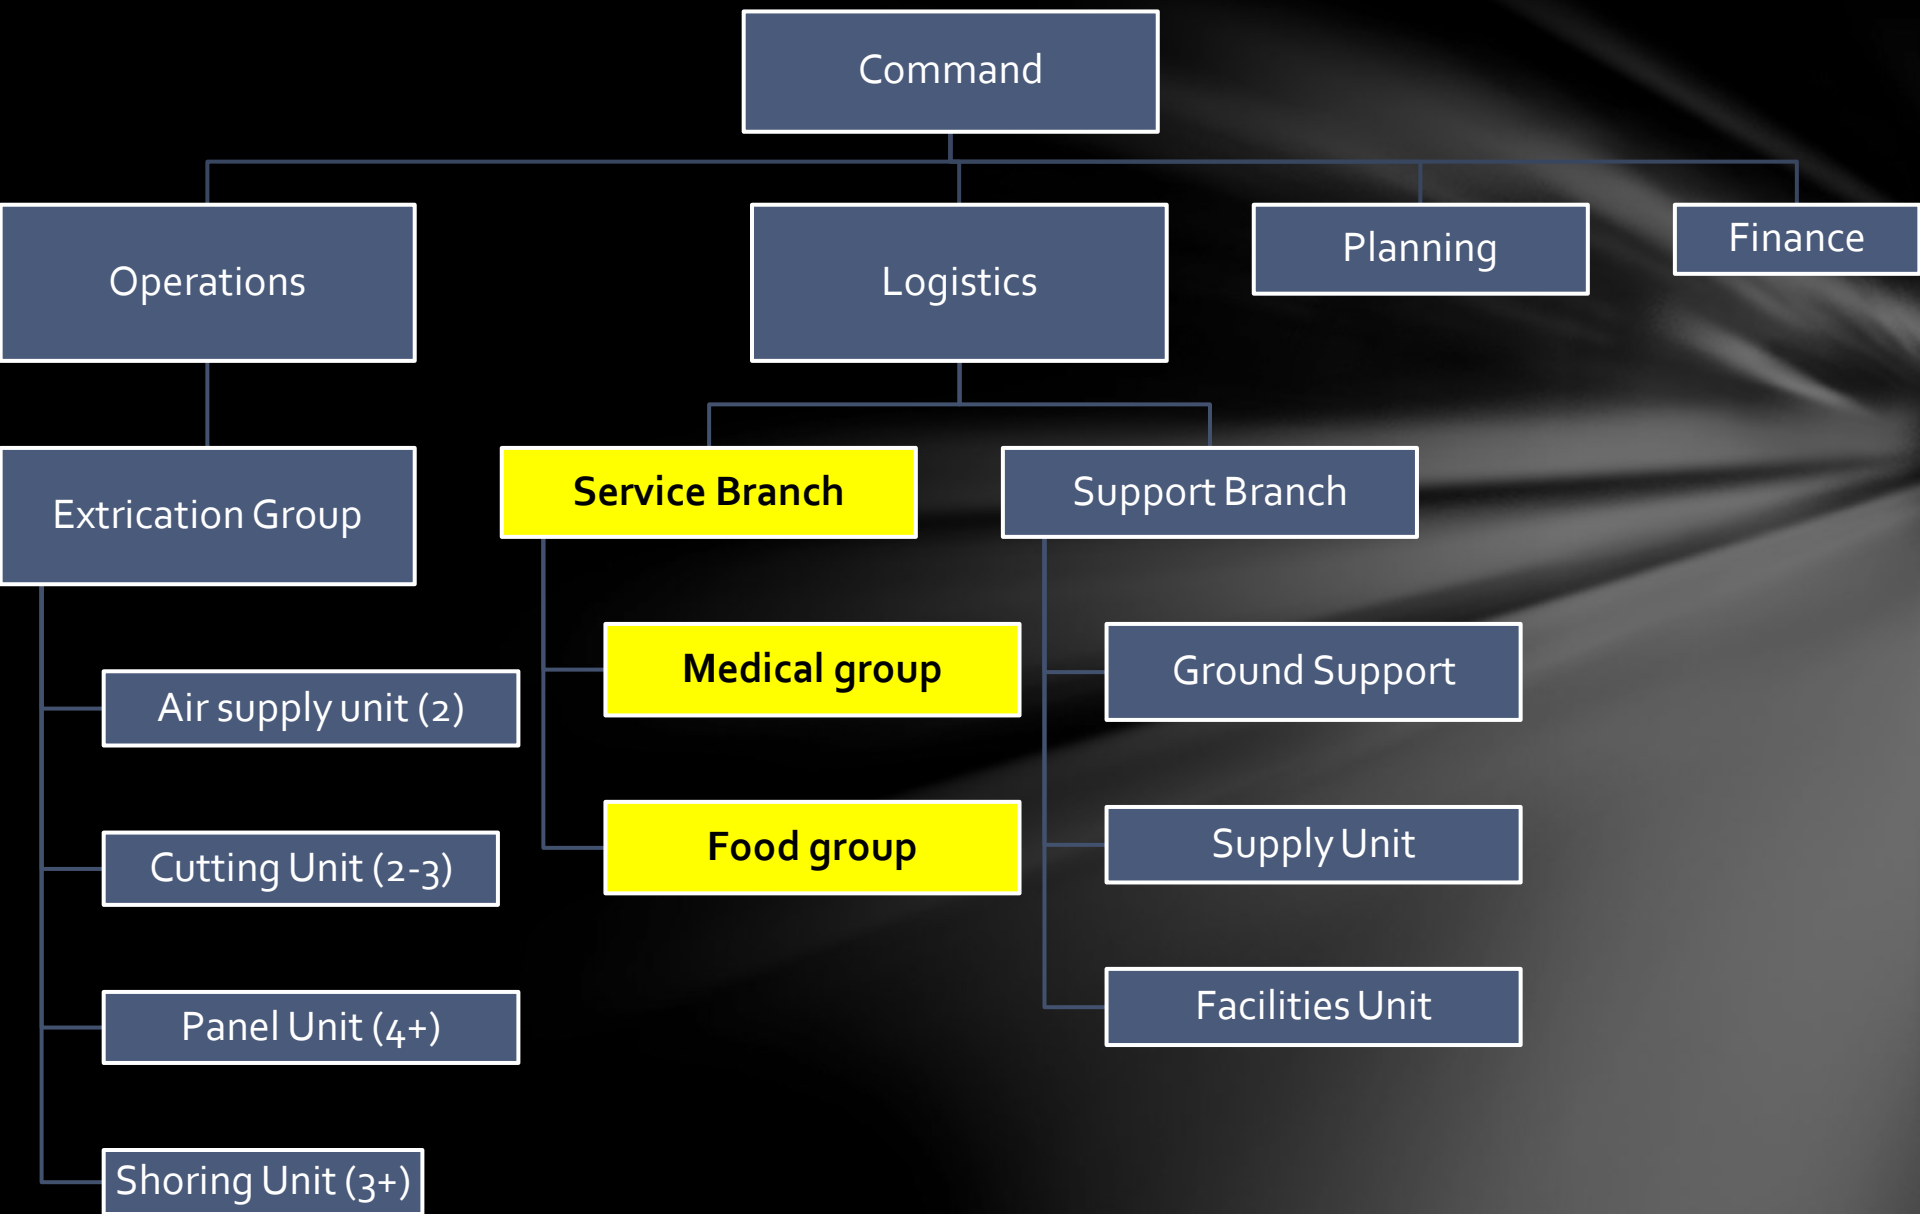 Command
Operations
Logistics
Planning
Finance
Extrication Group
Service Branch
Support Branch
Air supply unit (2)
Cutting Unit (2-3)
Panel Unit (4+)
Shoring Unit (3+)
Medical group
Food group
Ground Support
Supply Unit
Facilities Unit